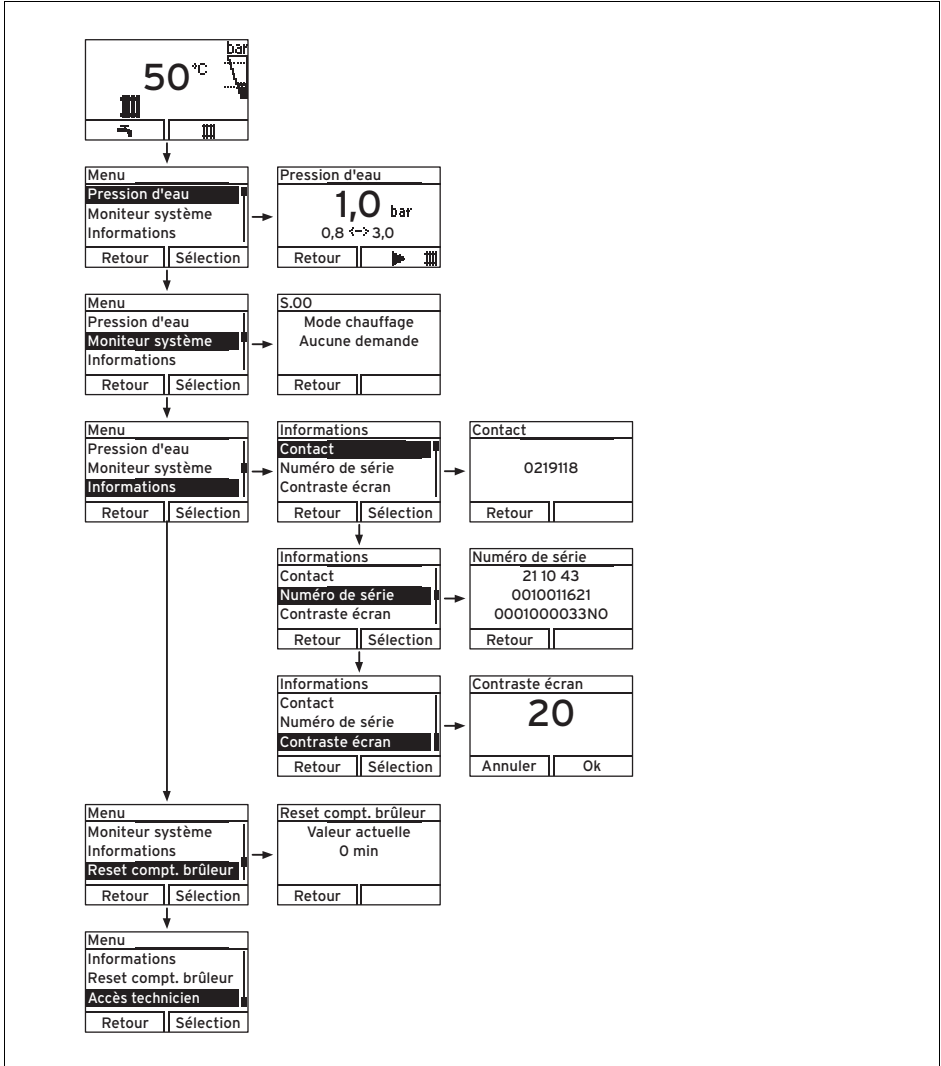 bar
50°C
Menu
Pression d'eau
Moniteur système
Informations
Retour Sélection
Pression d'eau
1,0 bar
0,8 <-> 3,0
Retour
Menu
Pression d'eau
Moniteur système
Informations
Retour Sélection
S.00
Mode chauffage
Aucune demande
Retour
Menu
Pression d'eau
Moniteur système
Informations
Retour Sélection
Informations
Contact
Numéro de série
Contraste écran
Retour Sélection
Contact
0219118
Retour
Informations
Contact
Numéro de série
Contraste écran
Retour Sélection
Numéro de série
21 10 43
0010011621
0001000033N0
Retour
Informations
Contact
Numéro de série
Contraste écran
Retour Sélection
Contraste écran
20
Annuler Ok
Menu
Moniteur système
Informations
Reset compt. brûleur
Retour Sélection
Reset compt. brûleur
Valeur actuelle
0 min
Retour
Menu
Informations
Reset compt. brûleur
Accès technicien
Retour Sélection